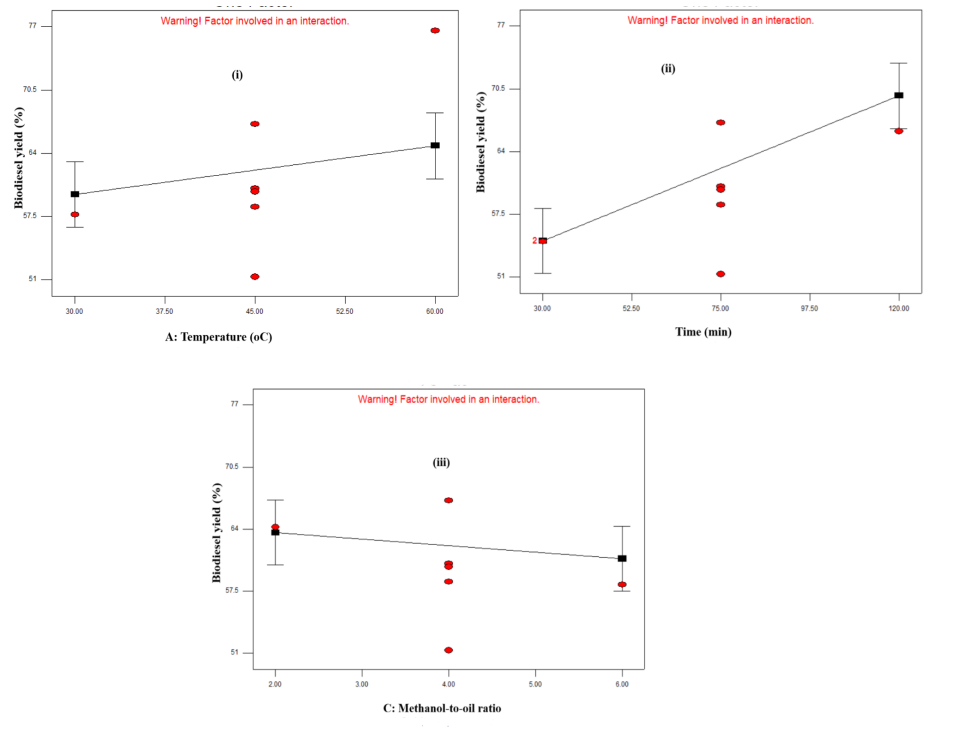 Warning! Factor involved in an interaction.
(i)
Biodiesel yield (%)
77
70.5
64
57.5
51
30.00 37.50 45.00 52.50 60.00
A: Temperature (oC)
Warning! Factor involved in an interaction.
(ii)
Biodiesel yield (%)
77
70.5
64
57.5
51
2
30.00 52.50 75.00 97.50 120.00
Time (min)
Warning! Factor involved in an interaction.
(iii)
Biodiesel yield (%)
77
70.5
64
57.5
51
2.00 3.00 4.00 5.00 6.00
C: Methanol-to-oil ratio